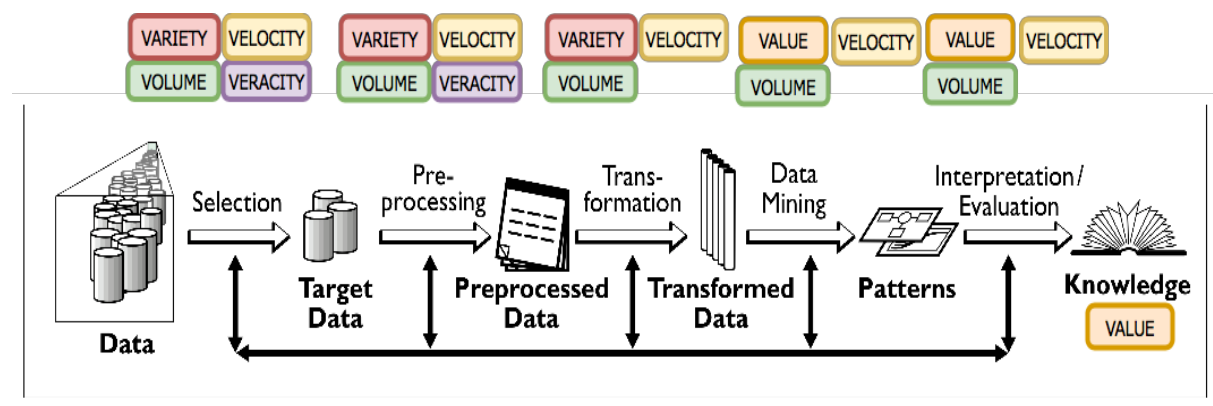 VARIETY VELOCITY
VOLUME VERACITY
VARIETY VELOCITY
VOLUME VERACITY
VARIETY VELOCITY
VOLUME
VALUE VELOCITY
VOLUME
VALUE VELOCITY
VOLUME
Selection
Pre-
processing
Trans-
formation
Data
Mining
Interpretation/
Evaluation
Data
Target
Data
Preprocessed
Data
Transformed
Data
Patterns
Knowledge
VALUE